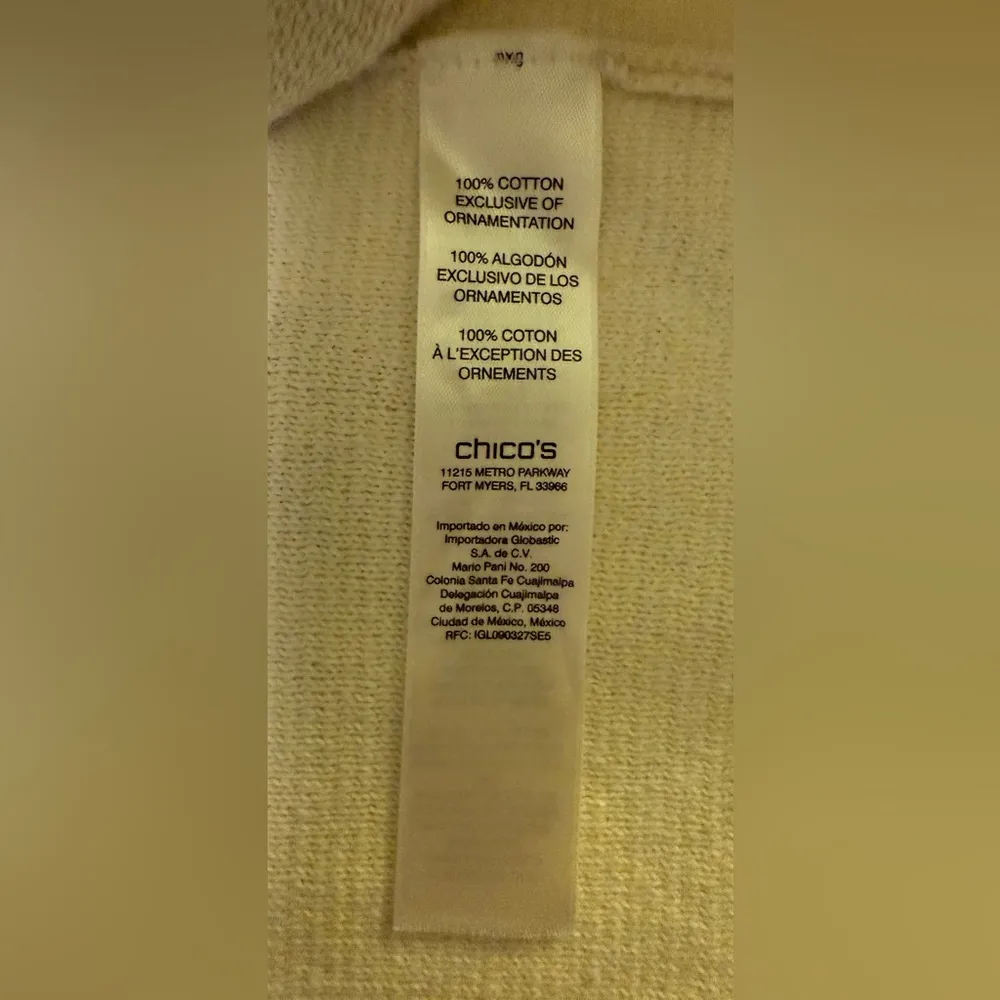 100% COTTON
EXCLUSIVE OF
ORNAMENTATION
100% ALGODÓN
EXCLUSIVO DE LOS
ORNAMENTOS
100% COTON
À L'EXCEPTION DES
ORNEMENTS
chico's
11215 METRO PARKWAY
FORT MYERS, FL 33966
Importado en México por:
Importadora Globastic
S.A. de C.V.
Mario Pani No. 200
Colonia Santa Fe Cuajimalpa
Delegación Cuajimalpa
de Morelos, C.P. 05348
Ciudad de México, México
RFC: IGL090327SE5